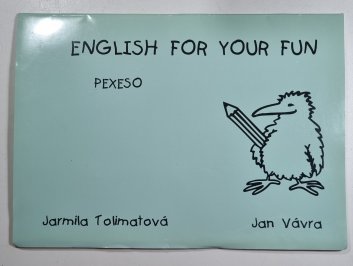 ENGLISH FOR YOUR FUN
PEXESO
Jarmila Tolimatová
Jan Vávra